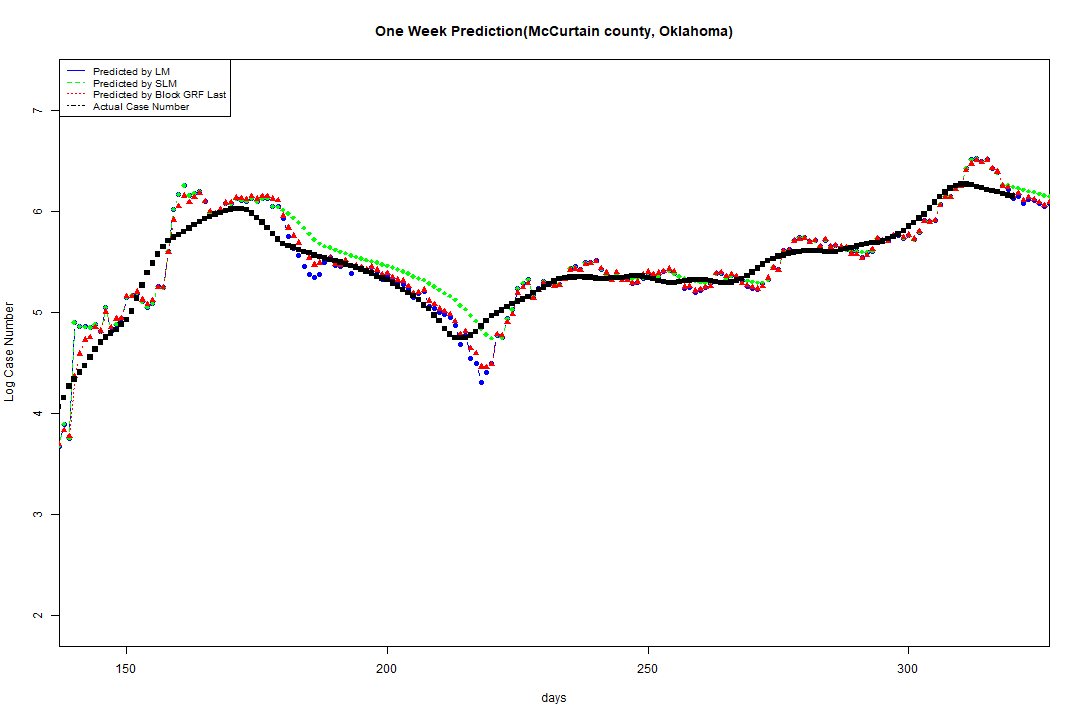 One Week Prediction(McCurtain county, Oklahoma)
Predicted by LM
Predicted by SLM
Predicted by Block GRF Last
Actual Case Number
7
6
5
4
3
2
Log Case Number
150 200 250 300
days